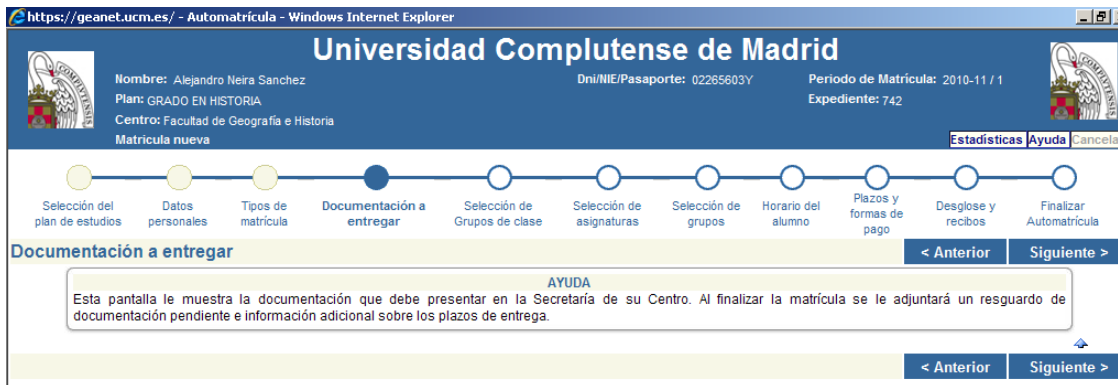 https://geanet.ucm.es/ - Automatrícula - Windows Internet Explorer
Universidad Complutense de Madrid
Nombre: Alejandro Neira Sanchez Dni/NIE/Pasaporte: 02265603Y Periodo de Matrícula: 2010-11 / 1
Plan: GRADO EN HISTORIA Expediente: 742
Centro: Facultad de Geografía e Historia
Matricula nueva
Estadísticas Ayuda Cancela
Selección del plan de estudios
Datos personales
Tipos de matrícula
Documentación a entregar
Selección de Grupos de clase
Selección de asignaturas
Selección de grupos
Horario del alumno
Plazos y formas de pago
Desglose y recibos
Finalizar Automatrícula
Documentación a entregar < Anterior Siguiente >
AYUDA
Esta pantalla le muestra la documentación que debe presentar en la Secretaría de su Centro. Al finalizar la matrícula se le adjuntará un resguardo de
documentación pendiente e información adicional sobre los plazos de entrega.
< Anterior Siguiente >